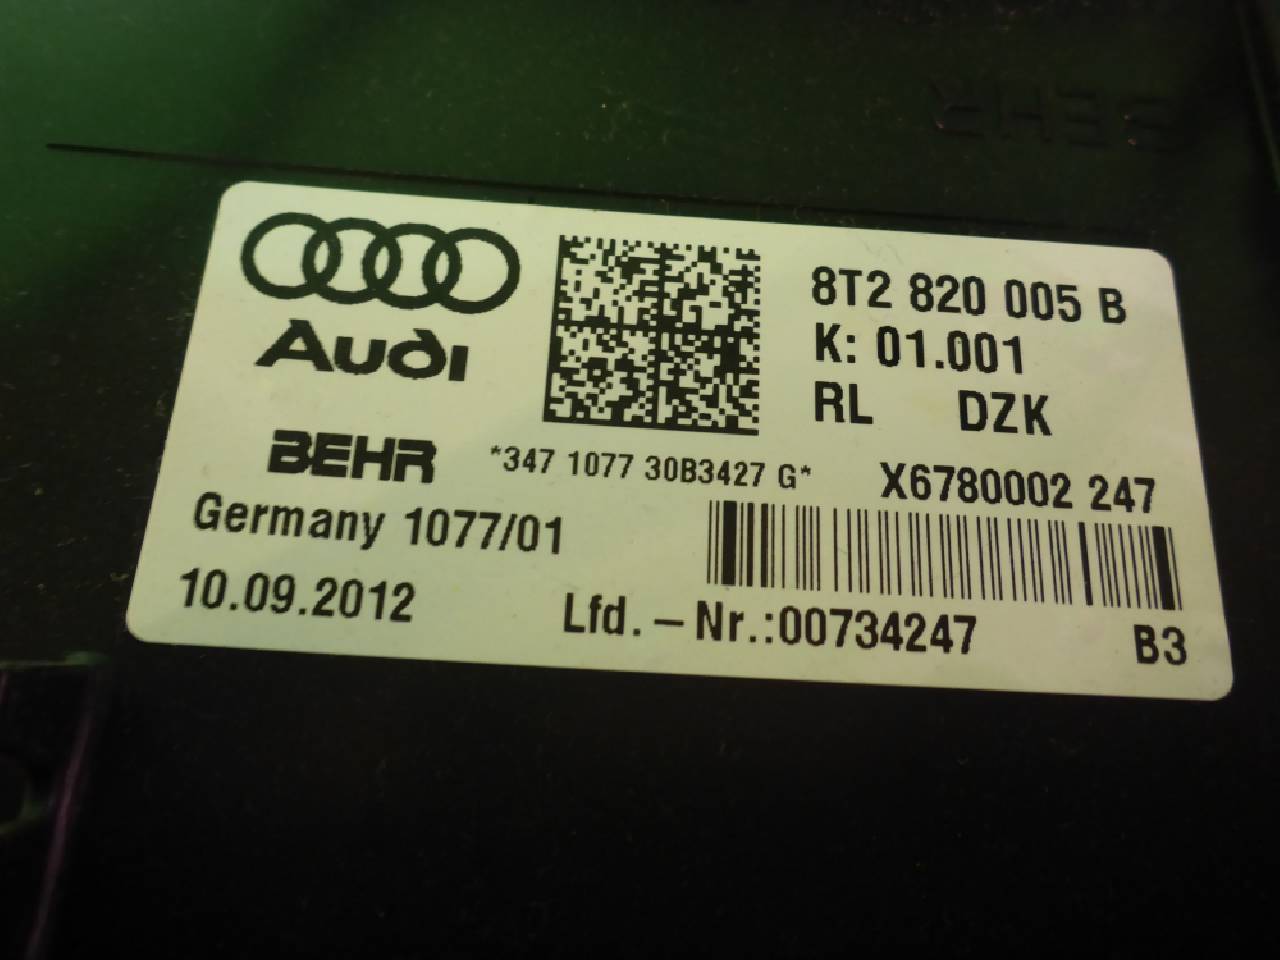 BEHR
Audi
8T2 820 005 B
K: 01.001
RL DZK
BEHR
*347 1077 30B3427 G*
X6780002 247
Germany 1077/01
10.09.2012
Lfd.-Nr.:00734247
B3